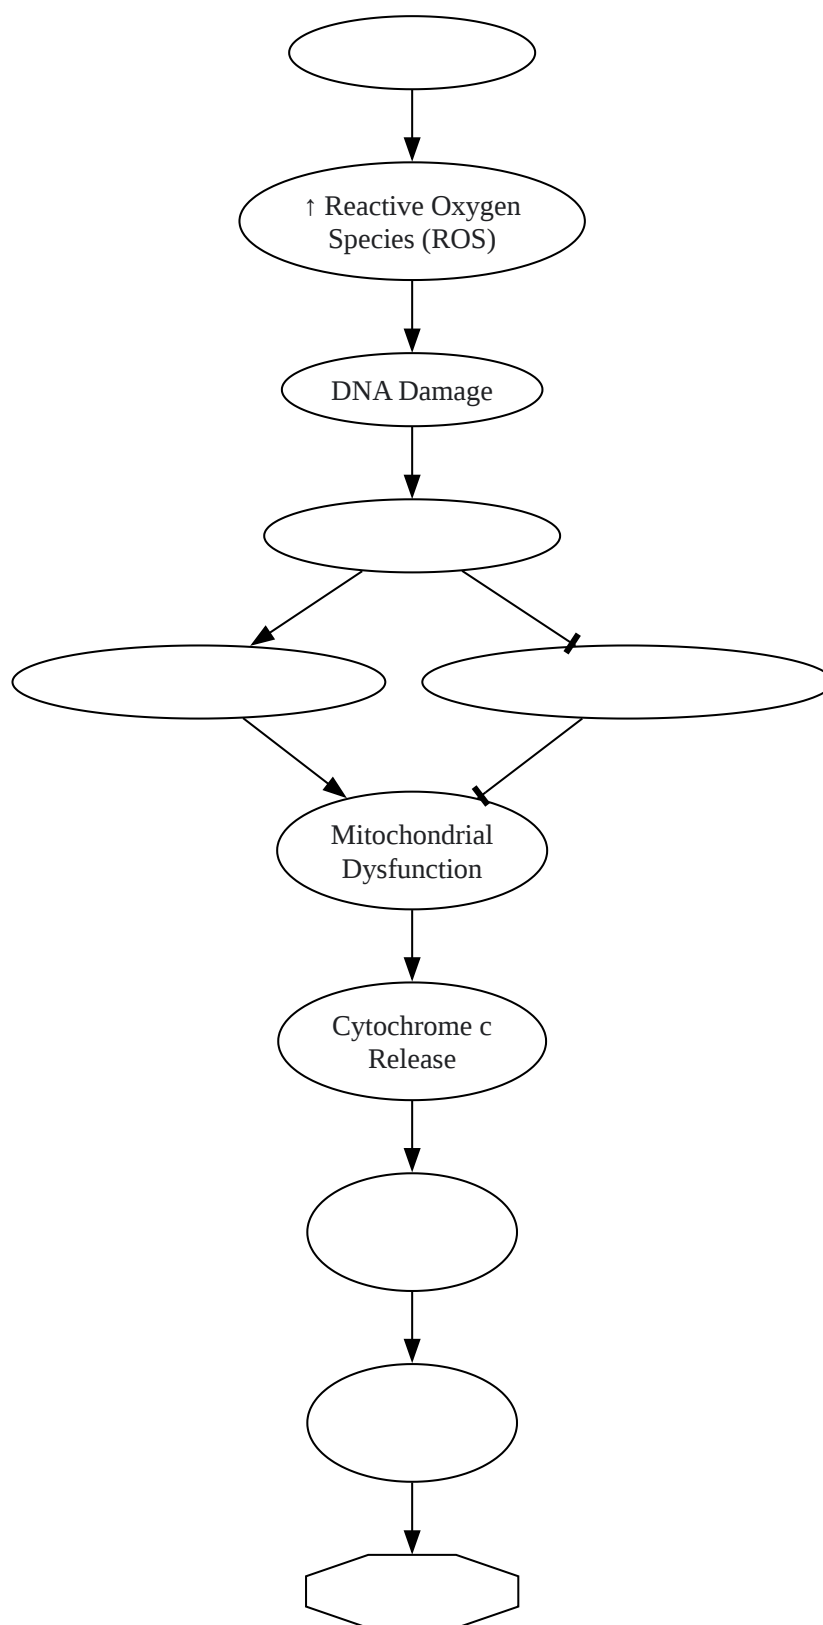 ↑ Reactive Oxygen
Species (ROS)
DNA Damage
Mitochondrial
Dysfunction
Cytochrome c
Release